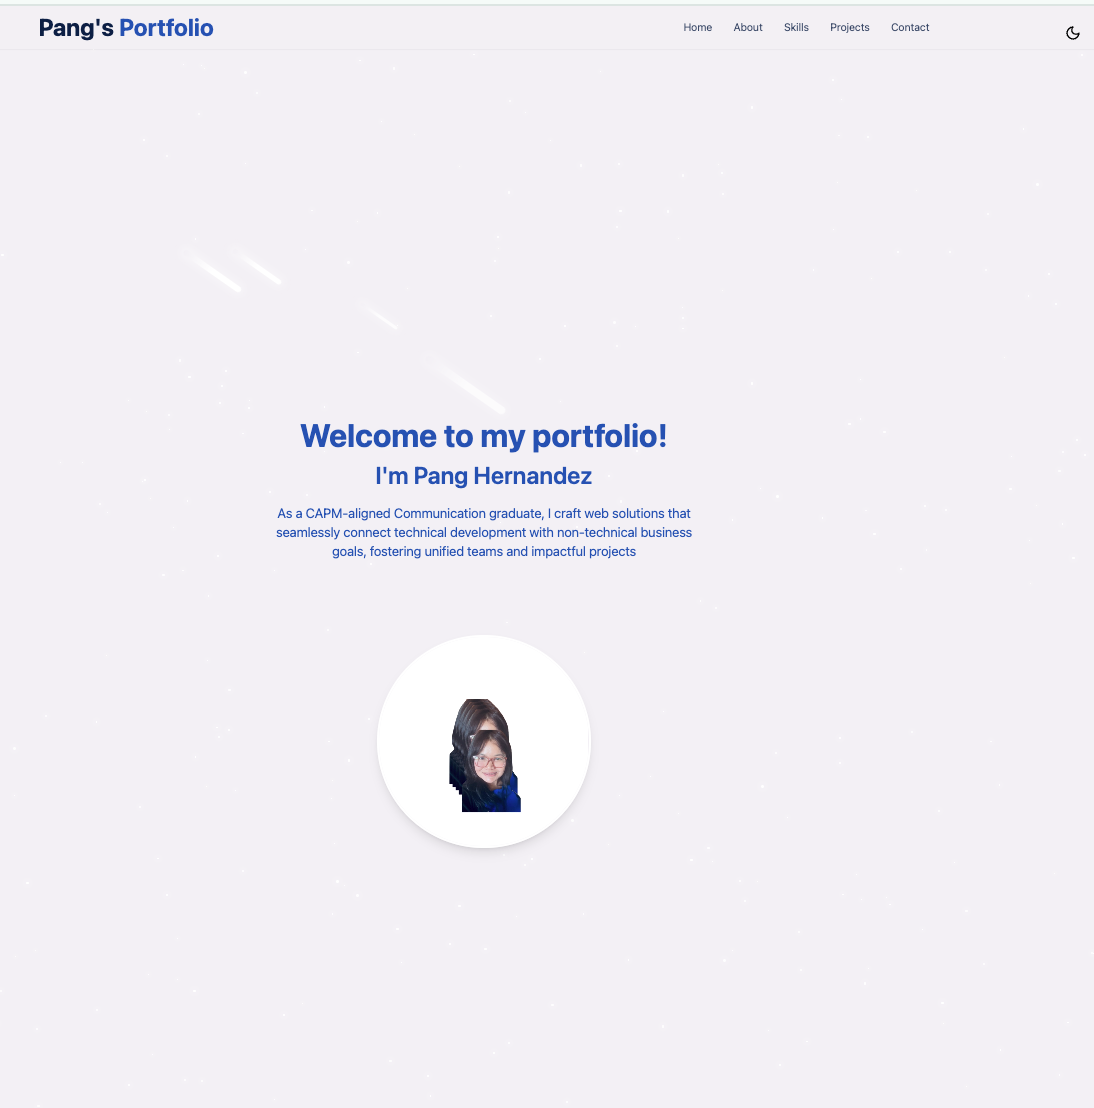 Pang's Portfolio
Home About Skills Projects Contact
Welcome to my portfolio!
I'm Pang Hernandez
As a CAPM-aligned Communication graduate, I craft web solutions that
seamlessly connect technical development with non-technical business
goals, fostering unified teams and impactful projects